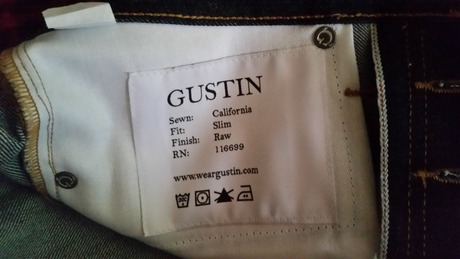 GUSTIN
Sewn: California
Fit: Slim
Finish: Raw
RN: 116699
www.weargustin.com